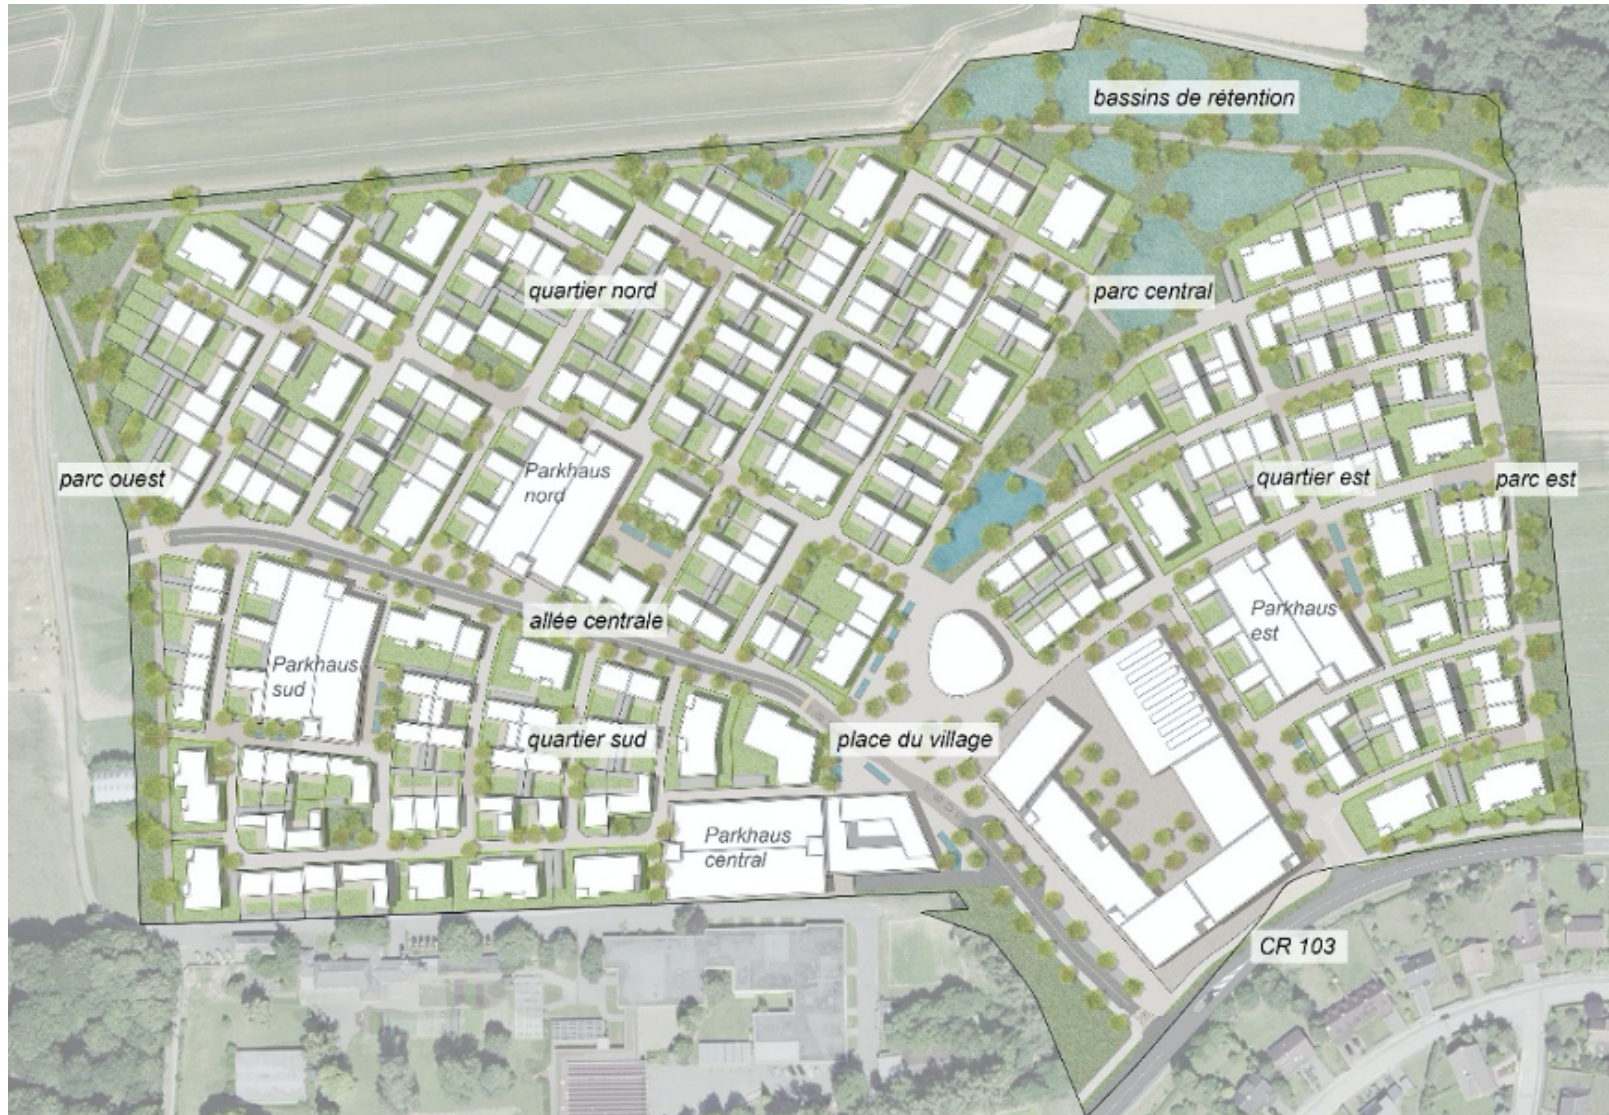 bassins de rétention
quartier nord
parc central
parc ouest
Parkhaus
nord
quartier est
parc est
allée centrale
Parkhaus
est
Parkhaus
sud
quartier sud
place du village
Parkhaus
central
CR 103